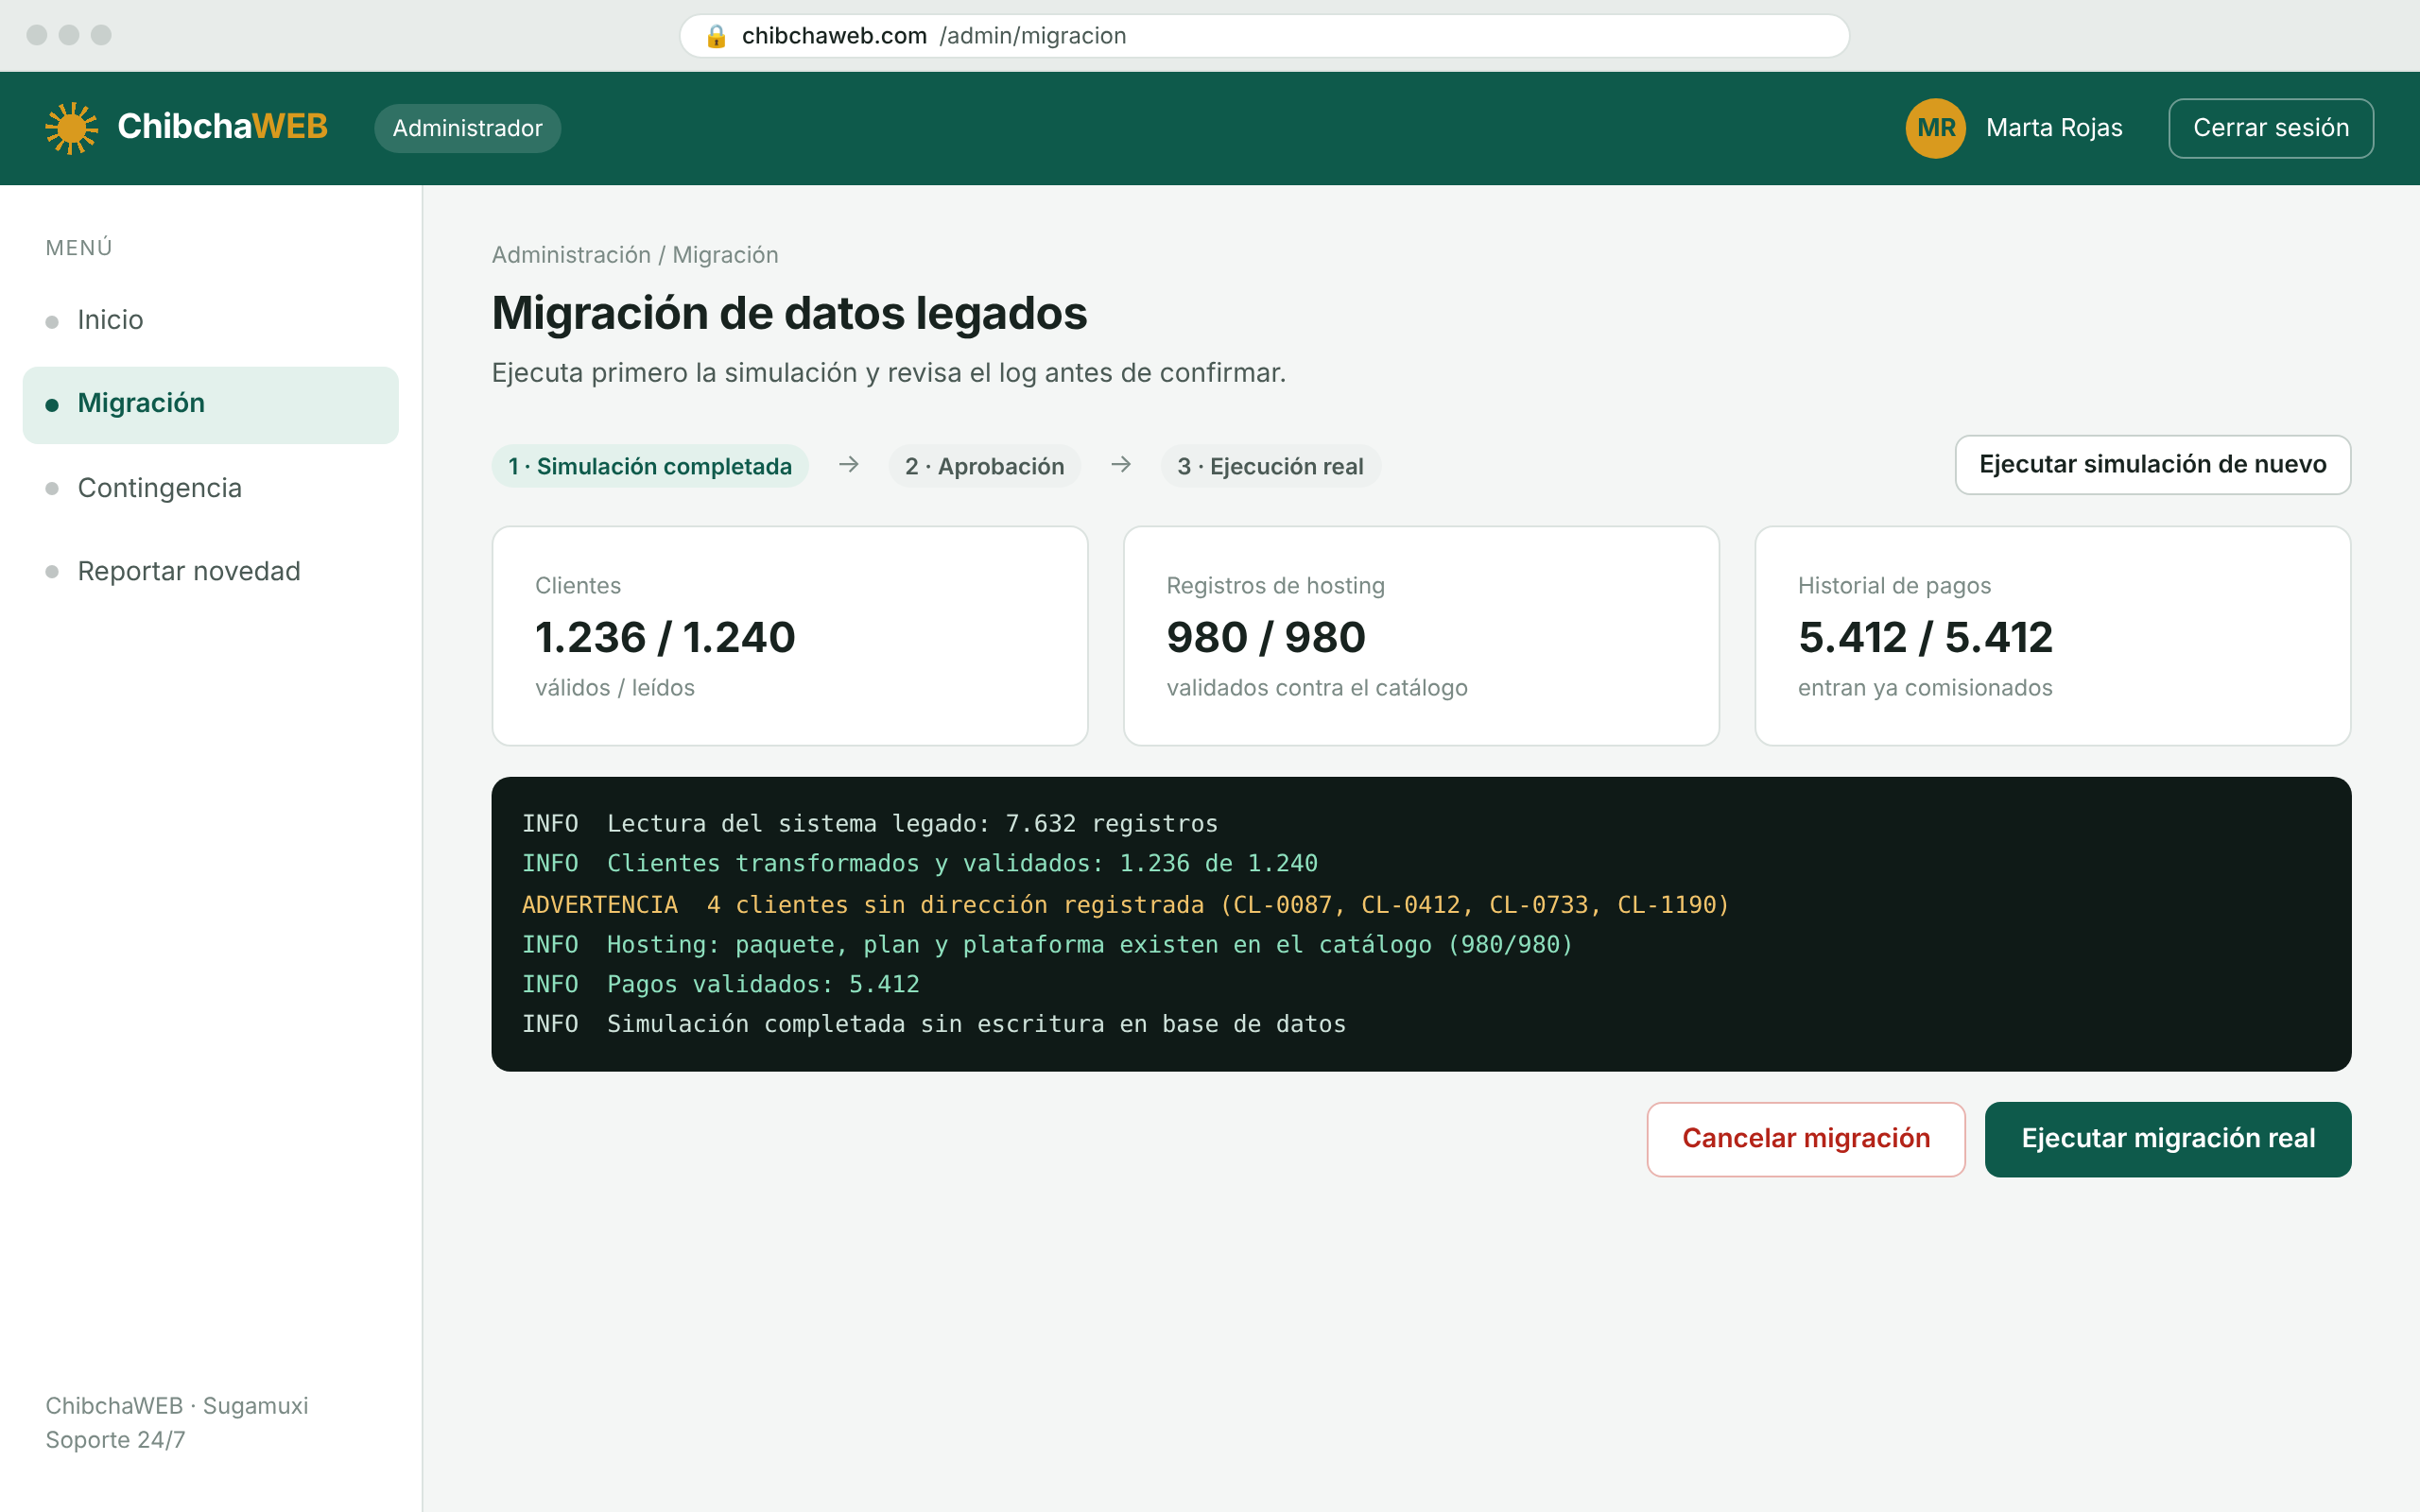 chibchaweb.com /admin/migracion
ChibchaWEB
Administrador
MR
Marta Rojas
Cerrar sesión
MENÚ
Inicio
Migración
Contingencia
Reportar novedad
ChibchaWEB · Sugamuxi
Soporte 24/7
Administración / Migración
Migración de datos legados
Ejecuta primero la simulación y revisa el log antes de confirmar.
1 · Simulación completada → 2 · Aprobación → 3 · Ejecución real
Ejecutar simulación de nuevo
Clientes
1.236 / 1.240
válidos / leídos
Registros de hosting
980 / 980
validados contra el catálogo
Historial de pagos
5.412 / 5.412
entran ya comisionados
INFO  Lectura del sistema legado: 7.632 registros
INFO  Clientes transformados y validados: 1.236 de 1.240
ADVERTENCIA  4 clientes sin dirección registrada (CL-0087, CL-0412, CL-0733, CL-1190)
INFO  Hosting: paquete, plan y plataforma existen en el catálogo (980/980)
INFO  Pagos validados: 5.412
INFO  Simulación completada sin escritura en base de datos
Cancelar migración
Ejecutar migración real